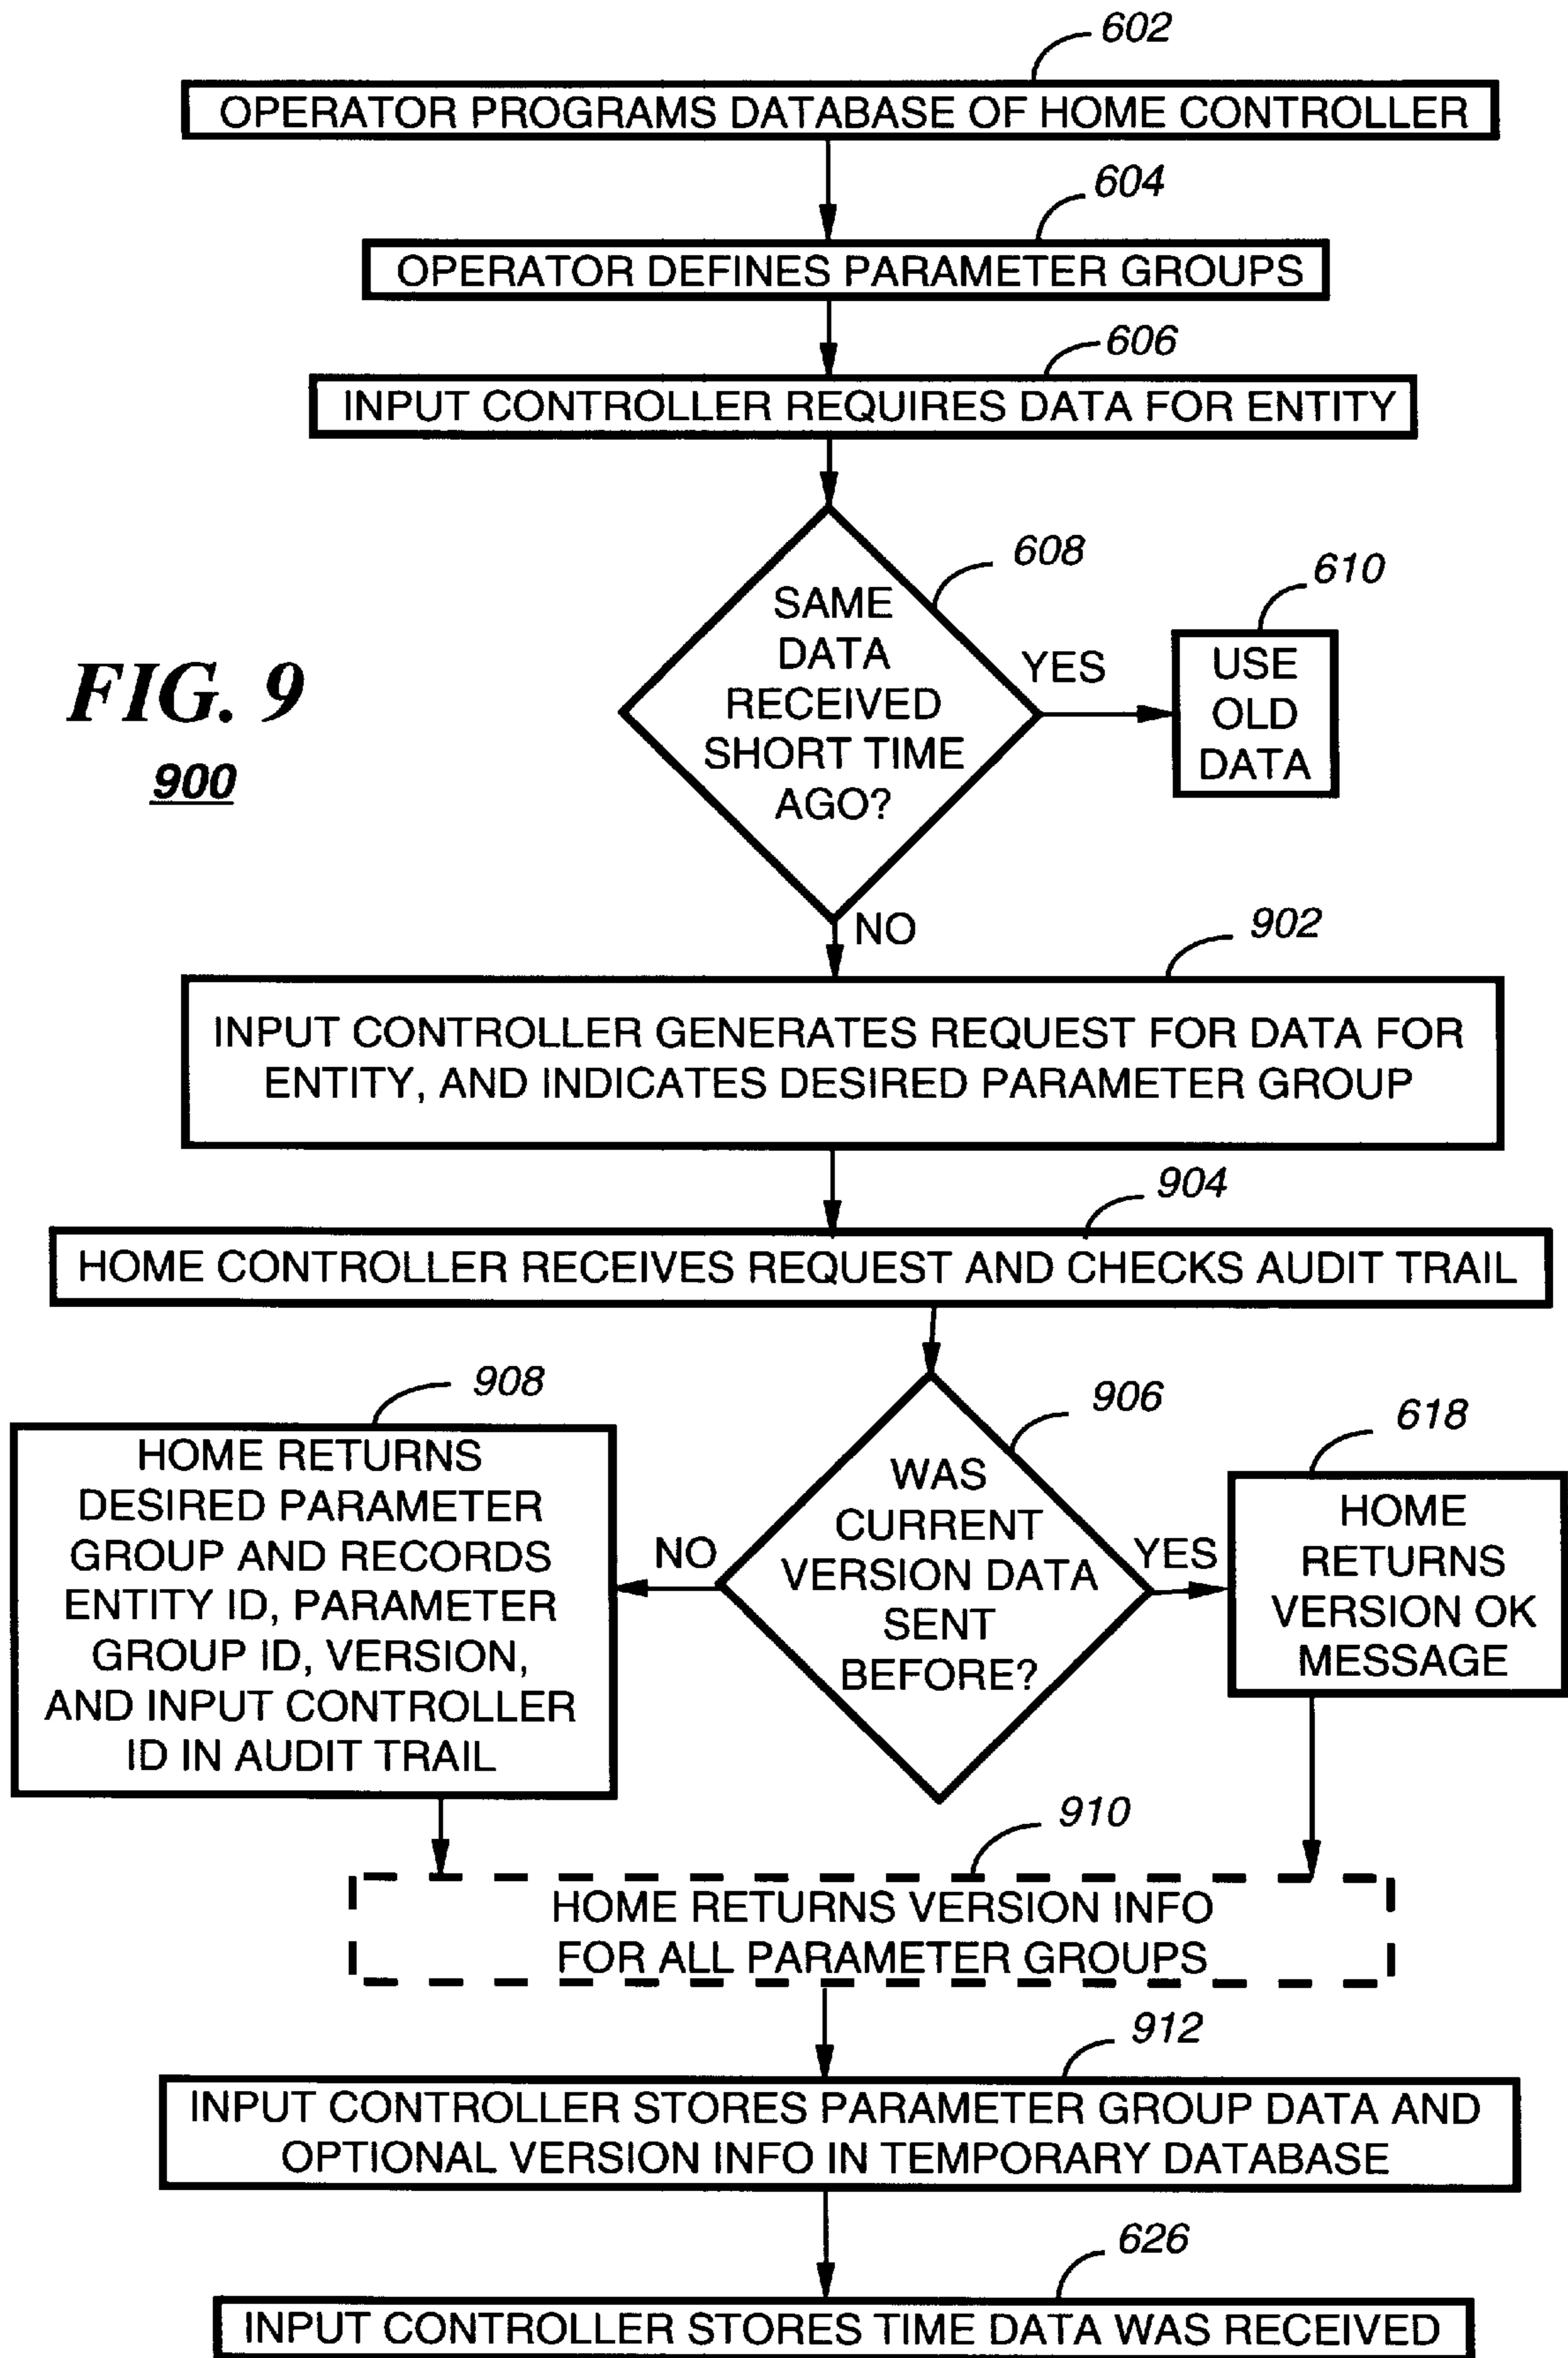 602
OPERATOR PROGRAMS DATABASE OF HOME CONTROLLER
604
OPERATOR DEFINES PARAMETER GROUPS
606
INPUT CONTROLLER REQUIRES DATA FOR ENTITY
608
SAME
DATA
RECEIVED
SHORT TIME
AGO?
YES
610
USE
OLD
DATA
FIG. 9
900
NO
902
INPUT CONTROLLER GENERATES REQUEST FOR DATA FOR
ENTITY, AND INDICATES DESIRED PARAMETER GROUP
904
HOME CONTROLLER RECEIVES REQUEST AND CHECKS AUDIT TRAIL
908
HOME RETURNS
DESIRED PARAMETER
GROUP AND RECORDS
ENTITY ID, PARAMETER
GROUP ID, VERSION,
AND INPUT CONTROLLER
ID IN AUDIT TRAIL
NO
906
WAS
CURRENT
VERSION DATA
SENT
BEFORE?
YES
618
HOME
RETURNS
VERSION OK
MESSAGE
910
HOME RETURNS VERSION INFO
FOR ALL PARAMETER GROUPS
912
INPUT CONTROLLER STORES PARAMETER GROUP DATA AND
OPTIONAL VERSION INFO IN TEMPORARY DATABASE
626
INPUT CONTROLLER STORES TIME DATA WAS RECEIVED